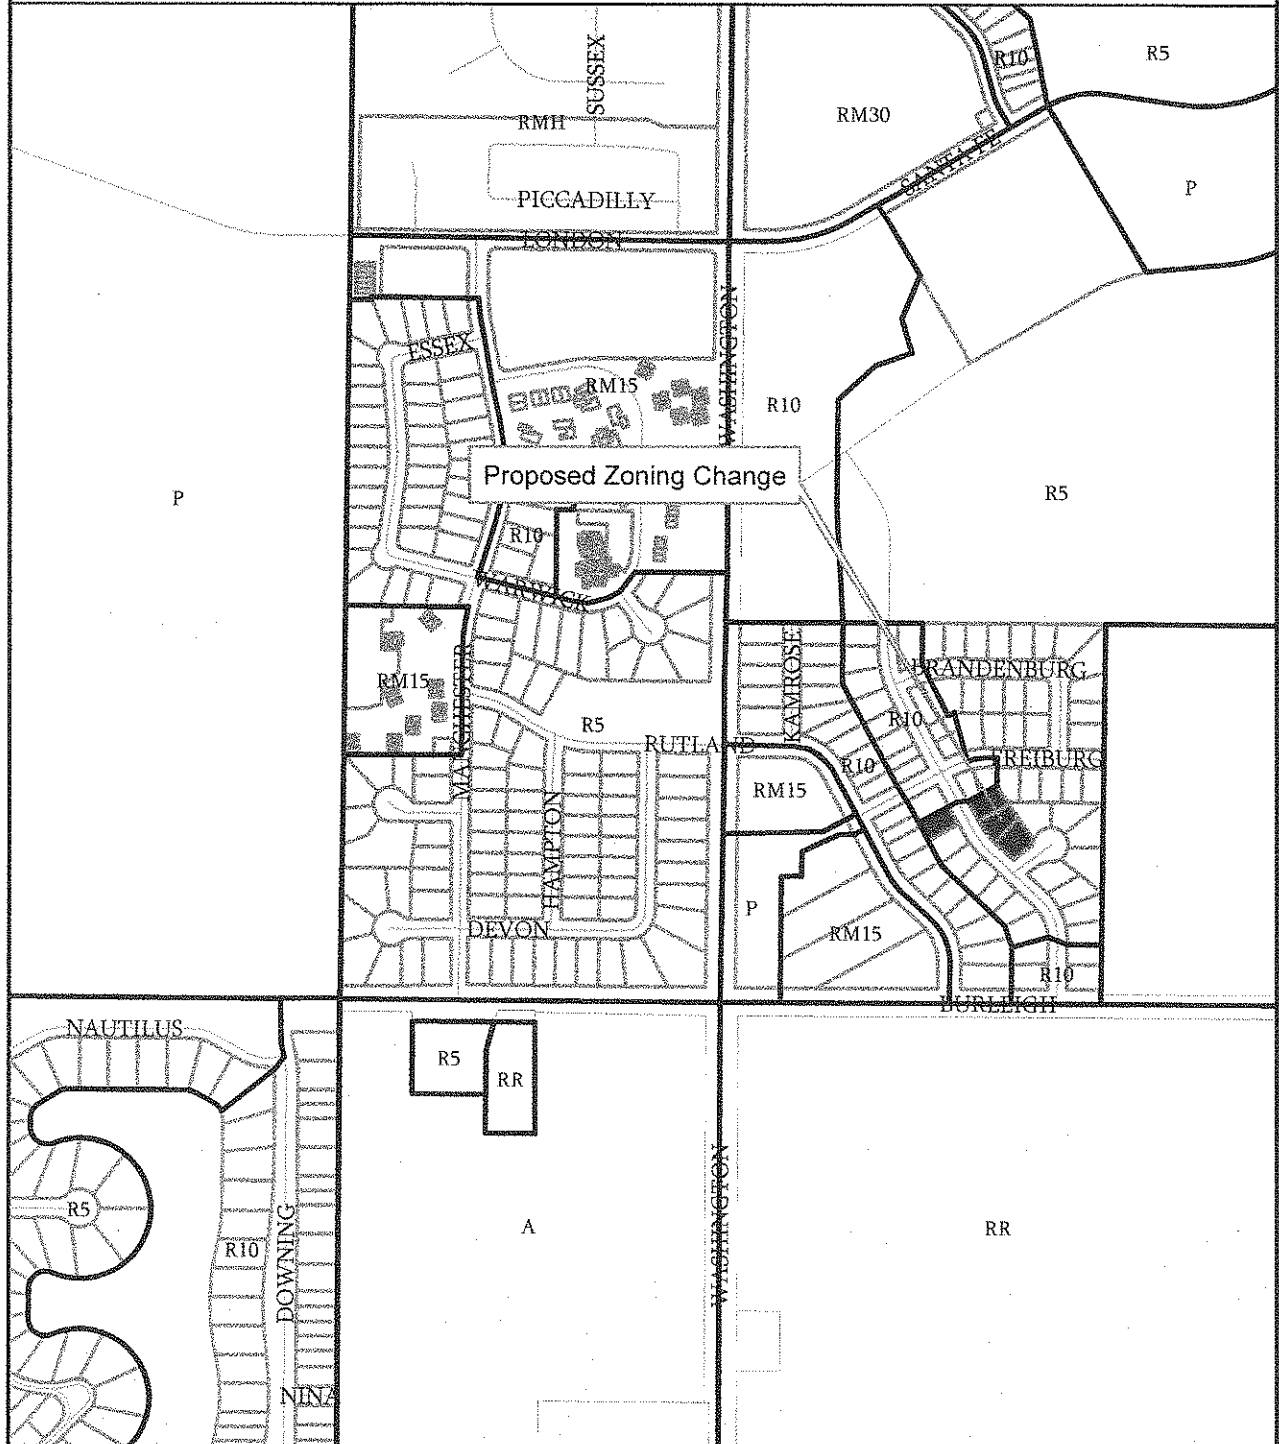 SUSSEX
R10
R5
RM30
RMH
SANTA FE
P
PICCADILLY
LONDON
WASHINGTON
ESSEX
RM15
R10
Proposed Zoning Change
P
R5
R10
WARWICK
KAMROSE
BRANDENBURG
RM15
MANCHESTER
R5
R10
RUTLAND
FREIBURG
R10
RM15
HAMPTON
P
DEVON
RM15
R10
BURLEIGH
NAUTILUS
R5
RR
WASHINGTON
R5
A
RR
R10
DOWNING
NINA